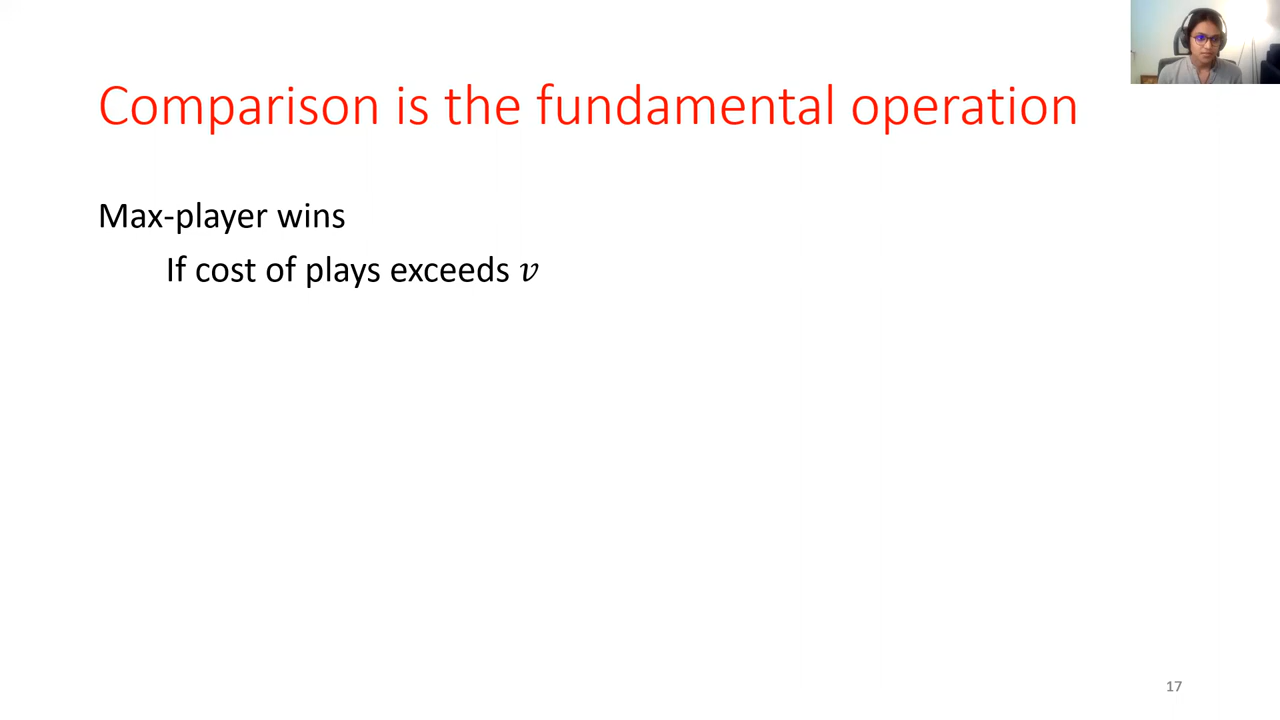 Comparison is the fundamental operation
Max-player wins
If cost of plays exceeds 𝑣
17